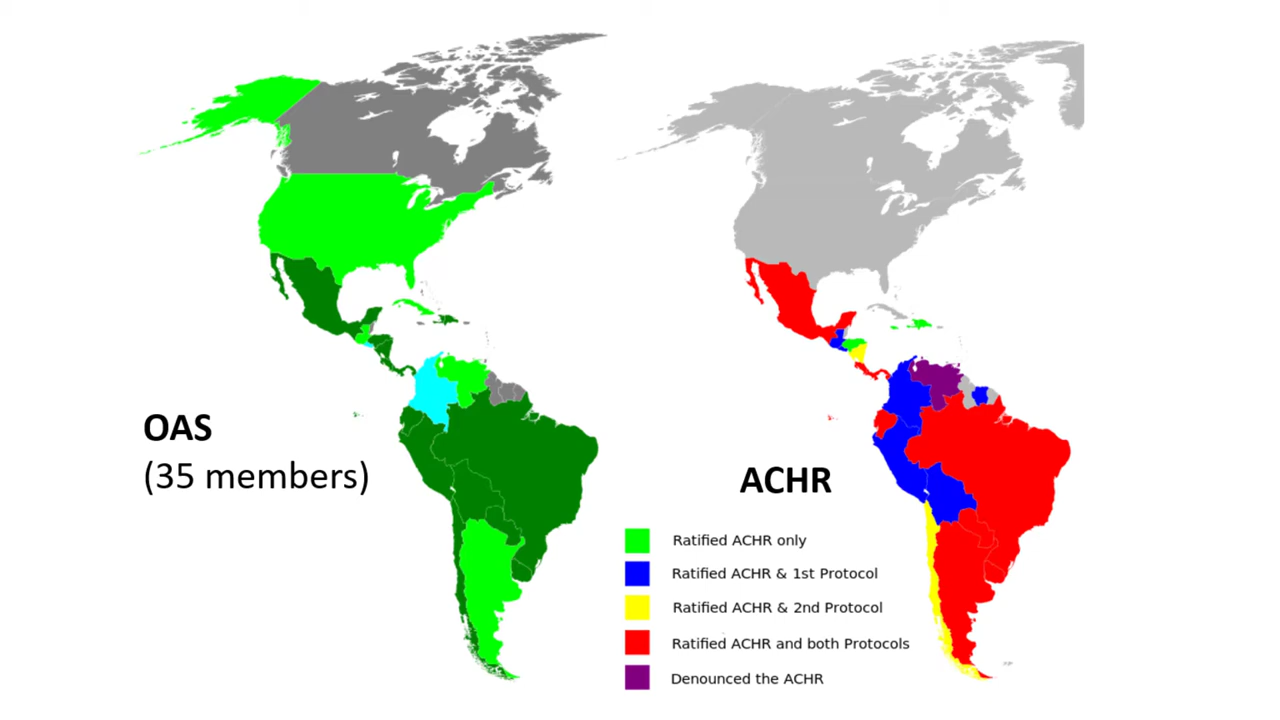 OAS
(35 members)
ACHR
Ratified ACHR only
Ratified ACHR & 1st Protocol
Ratified ACHR & 2nd Protocol
Ratified ACHR and both Protocols
Denounced the ACHR